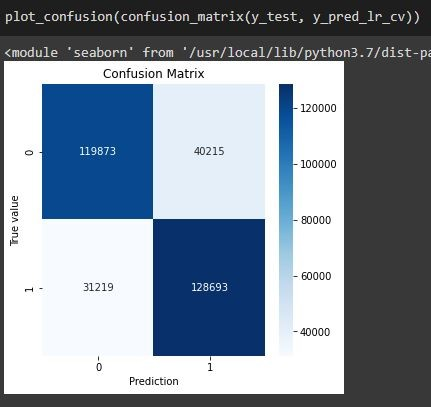 plot_confusion(confusion_matrix(y_test, y_pred_lr_cv))
<module 'seaborn' from '/usr/local/lib/python3.7/dist-pa
Confusion Matrix
120000
0
119873
40215
100000
True value
80000
60000
1
31219
128693
40000
0
1
Prediction